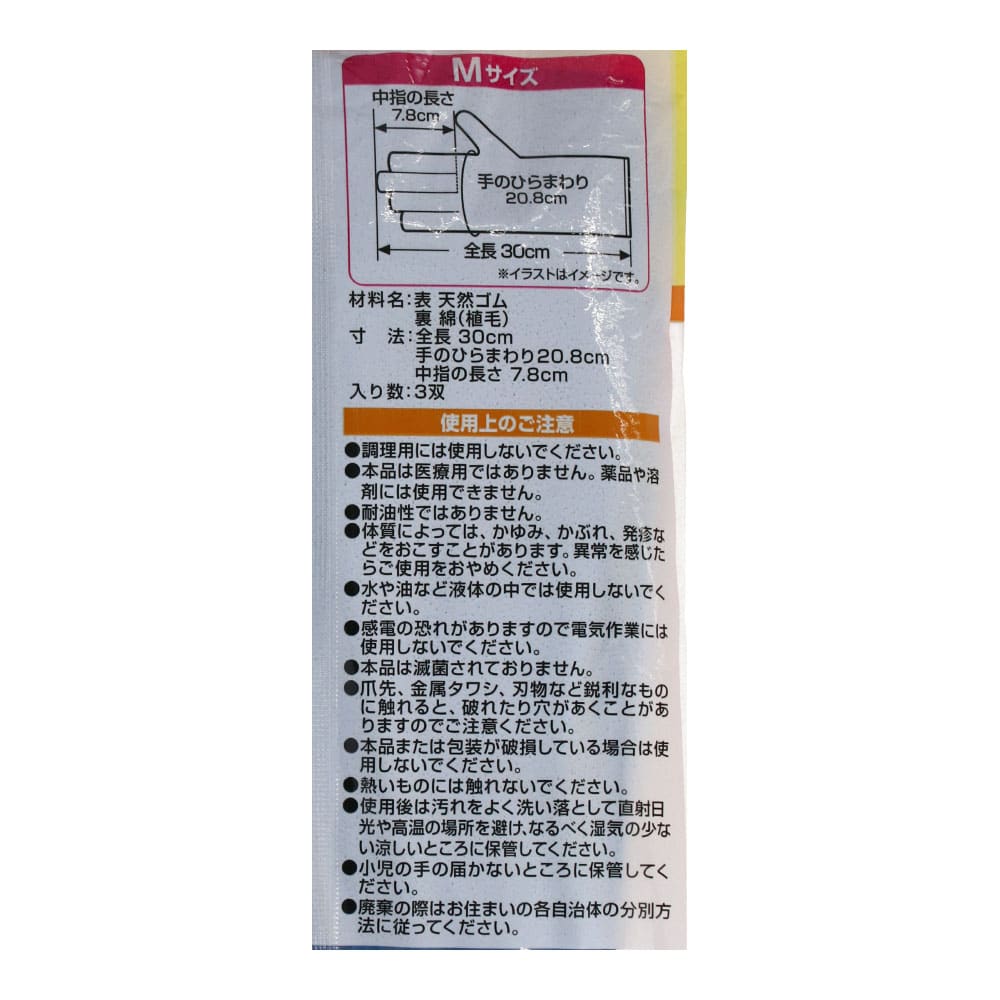 Mサイズ
中指の長さ
7.8cm
手のひらまわり
20.8cm
全長 30cm
※イラストはイメージです。
材料名:表 天然ゴム
裏 綿(植毛)
寸 法:全長 30cm
手のひらまわり20.8cm
中指の長さ 7.8cm
入り数:3双
使用上のご注意
●調理用には使用しないでください。
●本品は医療用ではありません。薬品や溶
剤には使用できません。
●耐油性ではありません。
●体質によっては、かゆみ、かぶれ、発疹な
どをおこすことがあります。異常を感じた
らご使用をおやめください。
●水や油など液体の中では使用しないでく
ださい。
●感電の恐れがありますので電気作業には
使用しないでください。
●本品は滅菌されておりません。
●爪先、金属タワシ、刃物など鋭利なもの
に触れると、破れたり穴があくことがあ
りますのでご注意ください。
●本品または包装が破損している場合は使
用しないでください。
●熱いものには触れないでください。
●使用後は汚れをよく洗い落として直射日
光や高温の場所を避け、なるべく湿気の少な
い涼しいところに保管してください。
●小児の手の届かないところに保管してく
ださい。
●廃棄の際はお住まいの各自治体の分別方
法に従ってください。